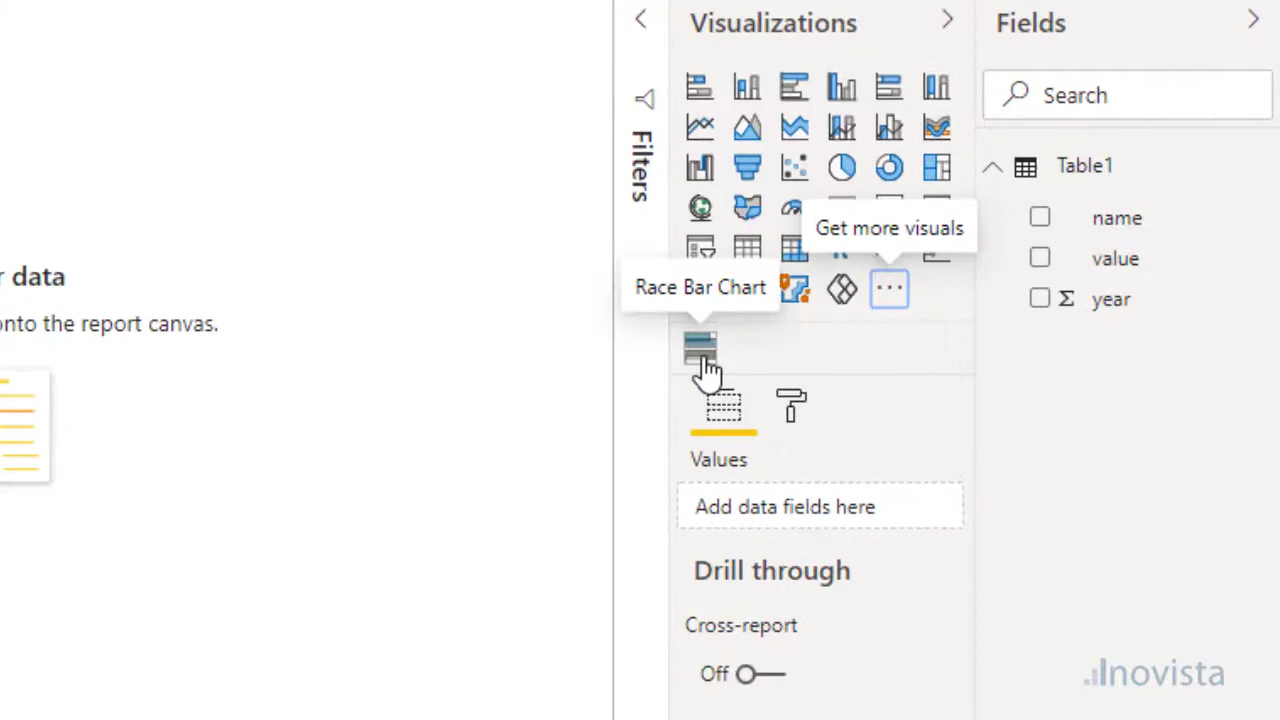 r data
onto the report canvas.
Filters
Visualizations
Get more visuals
Race Bar Chart
Values
Add data fields here
Drill through
Cross-report
Off
Fields
Search
Table1
name
value
Σ year
Inovista